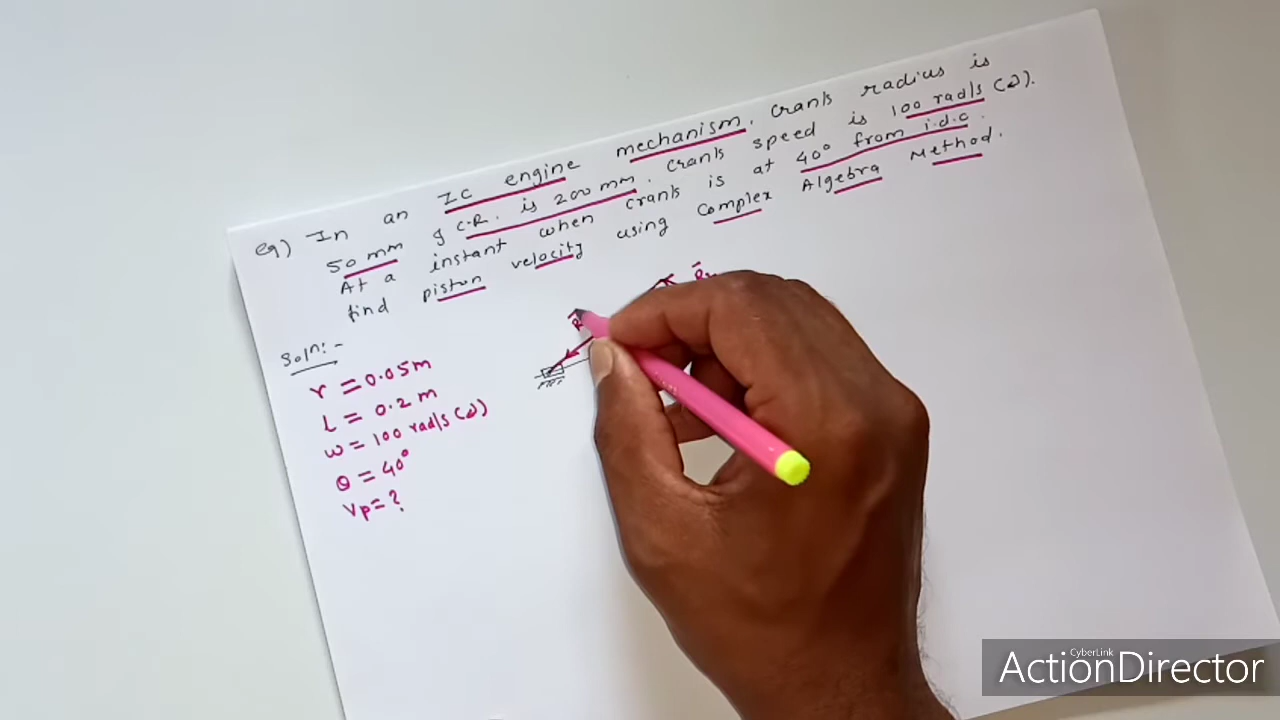 eg) In an IC engine mechanism. Crank radius is
50 mm & C.R. is 200 mm. Crank speed is 100 rad/s (↻).
At a instant when crank is at 40° from i.d.c.
find piston velocity using Complex Algebra Method.
Soln:-
r = 0.05m
l = 0.2 m
ω = 100 rad/s (↻)
θ = 40°
Vp = ?
R
CyberLink
ActionDirector